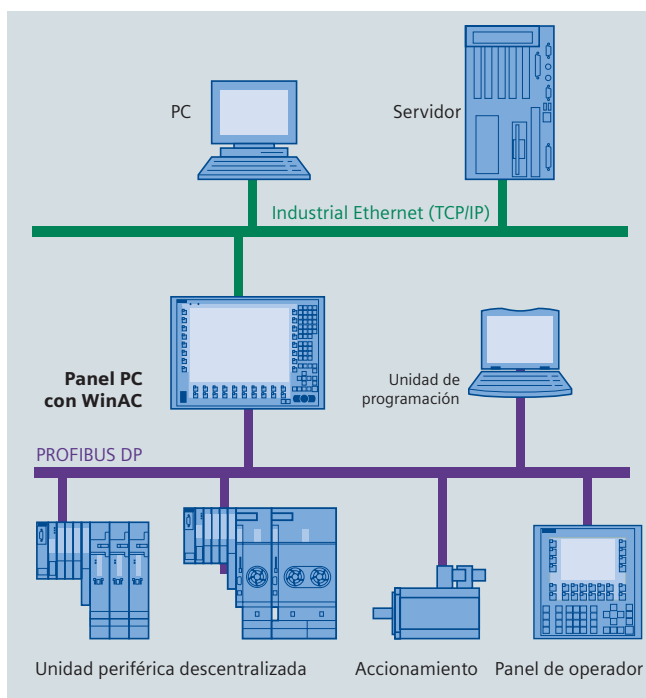 PC
Servidor
Industrial Ethernet (TCP/IP)
Panel PC
con WinAC
Unidad de
programación
PROFIBUS DP
Unidad periférica descentralizada
Accionamiento
Panel de operador